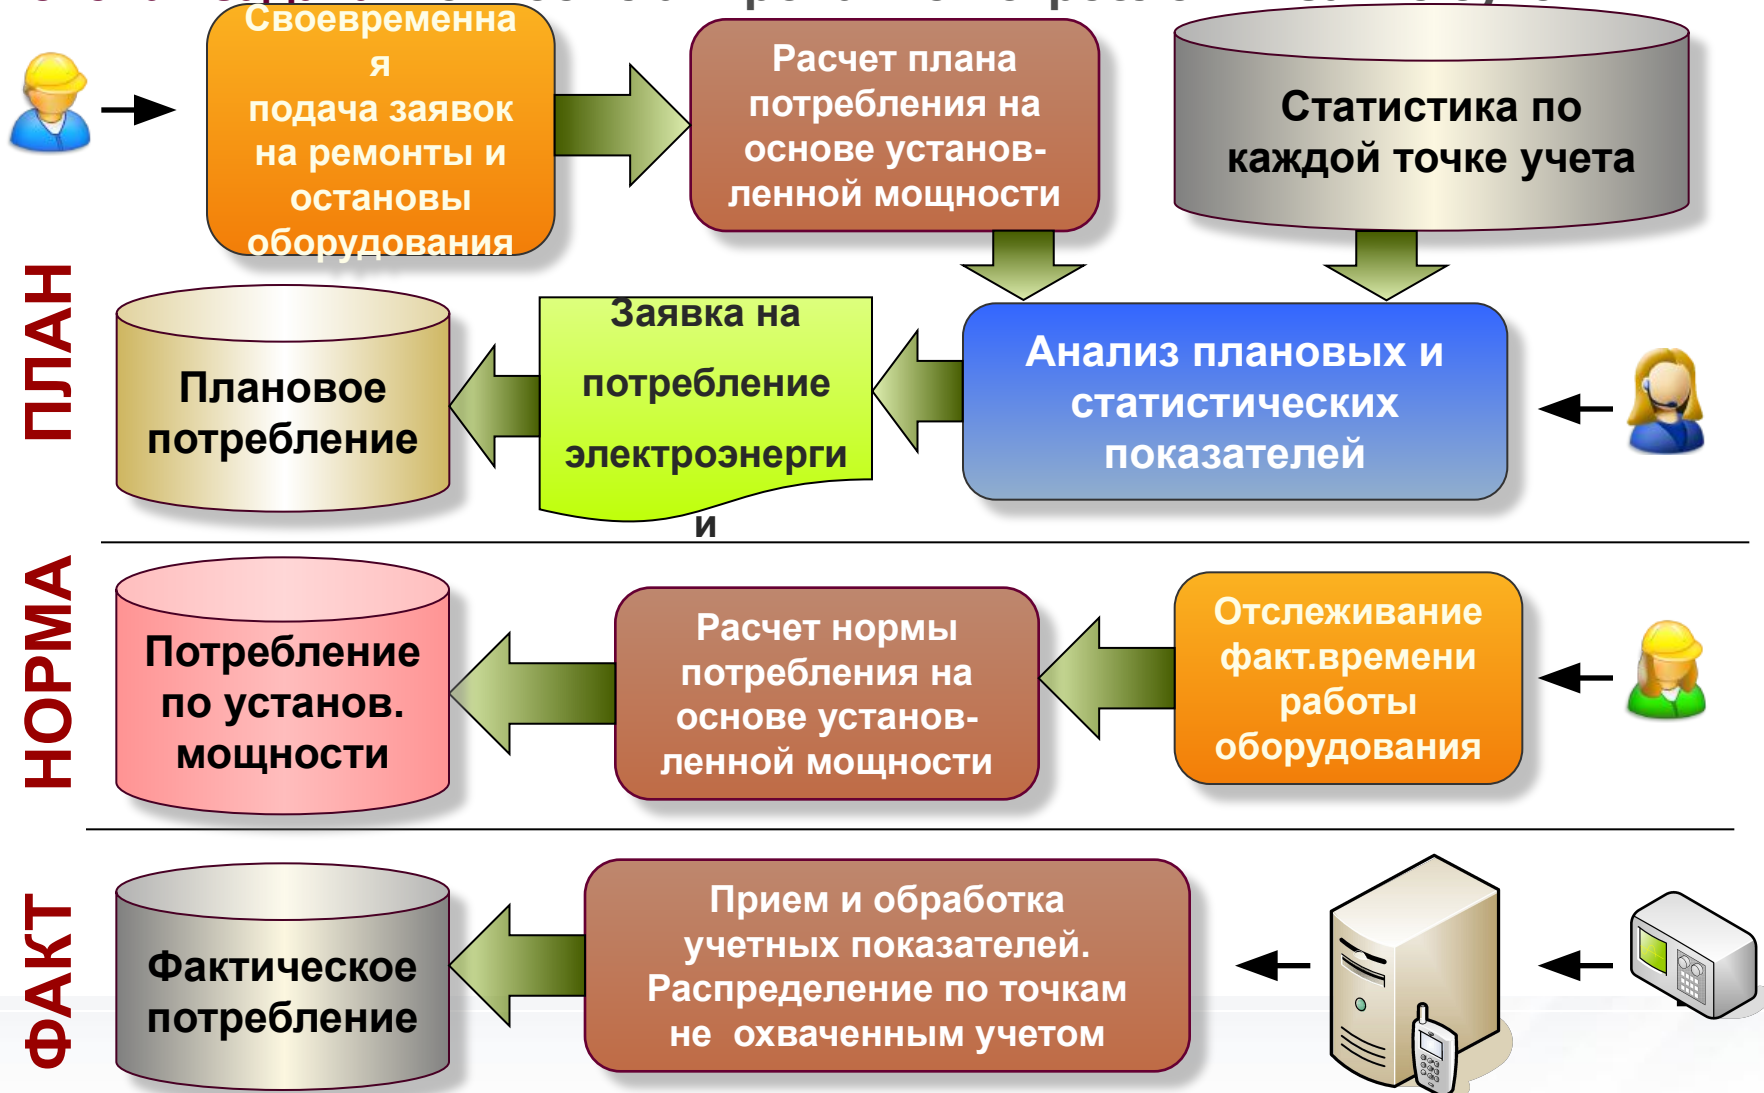 Своевременна
я
подача заявок
на ремонты и
остановы
оборудования
Расчет плана
потребления на
основе установ-
ленной мощности
Статистика по
каждой точке учета
ПЛАН
Плановое
потребление
Заявка на
потребление
электроэнерги
и
Анализ плановых и
статистических
показателей
НОРМА
Потребление
по установ.
мощности
Расчет нормы
потребления на
основе установ-
ленной мощности
Отслеживание
факт.времени
работы
оборудования
ФАКТ
Фактическое
потребление
Прием и обработка
учетных показателей.
Распределение по точкам
не охваченным учетом